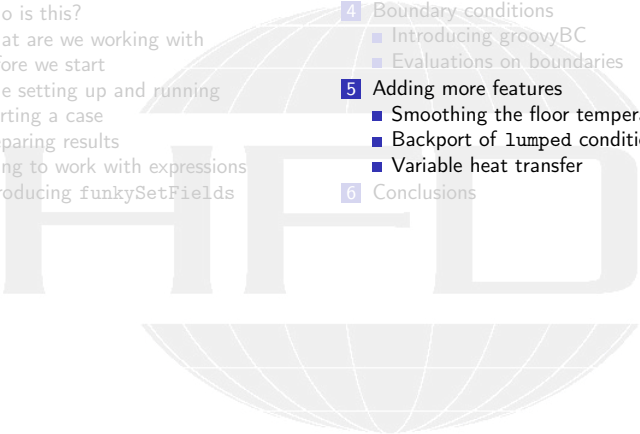 o is this?
at are we working with
fore we start
e setting up and running
rting a case
paring results
ng to work with expressions
roducing funkySetFields
4 Boundary conditions
Introducing groovyBC
Evaluations on boundaries
5 Adding more features
Smoothing the floor tempera
Backport of lumped conditio
Variable heat transfer
6 Conclusions
HFD